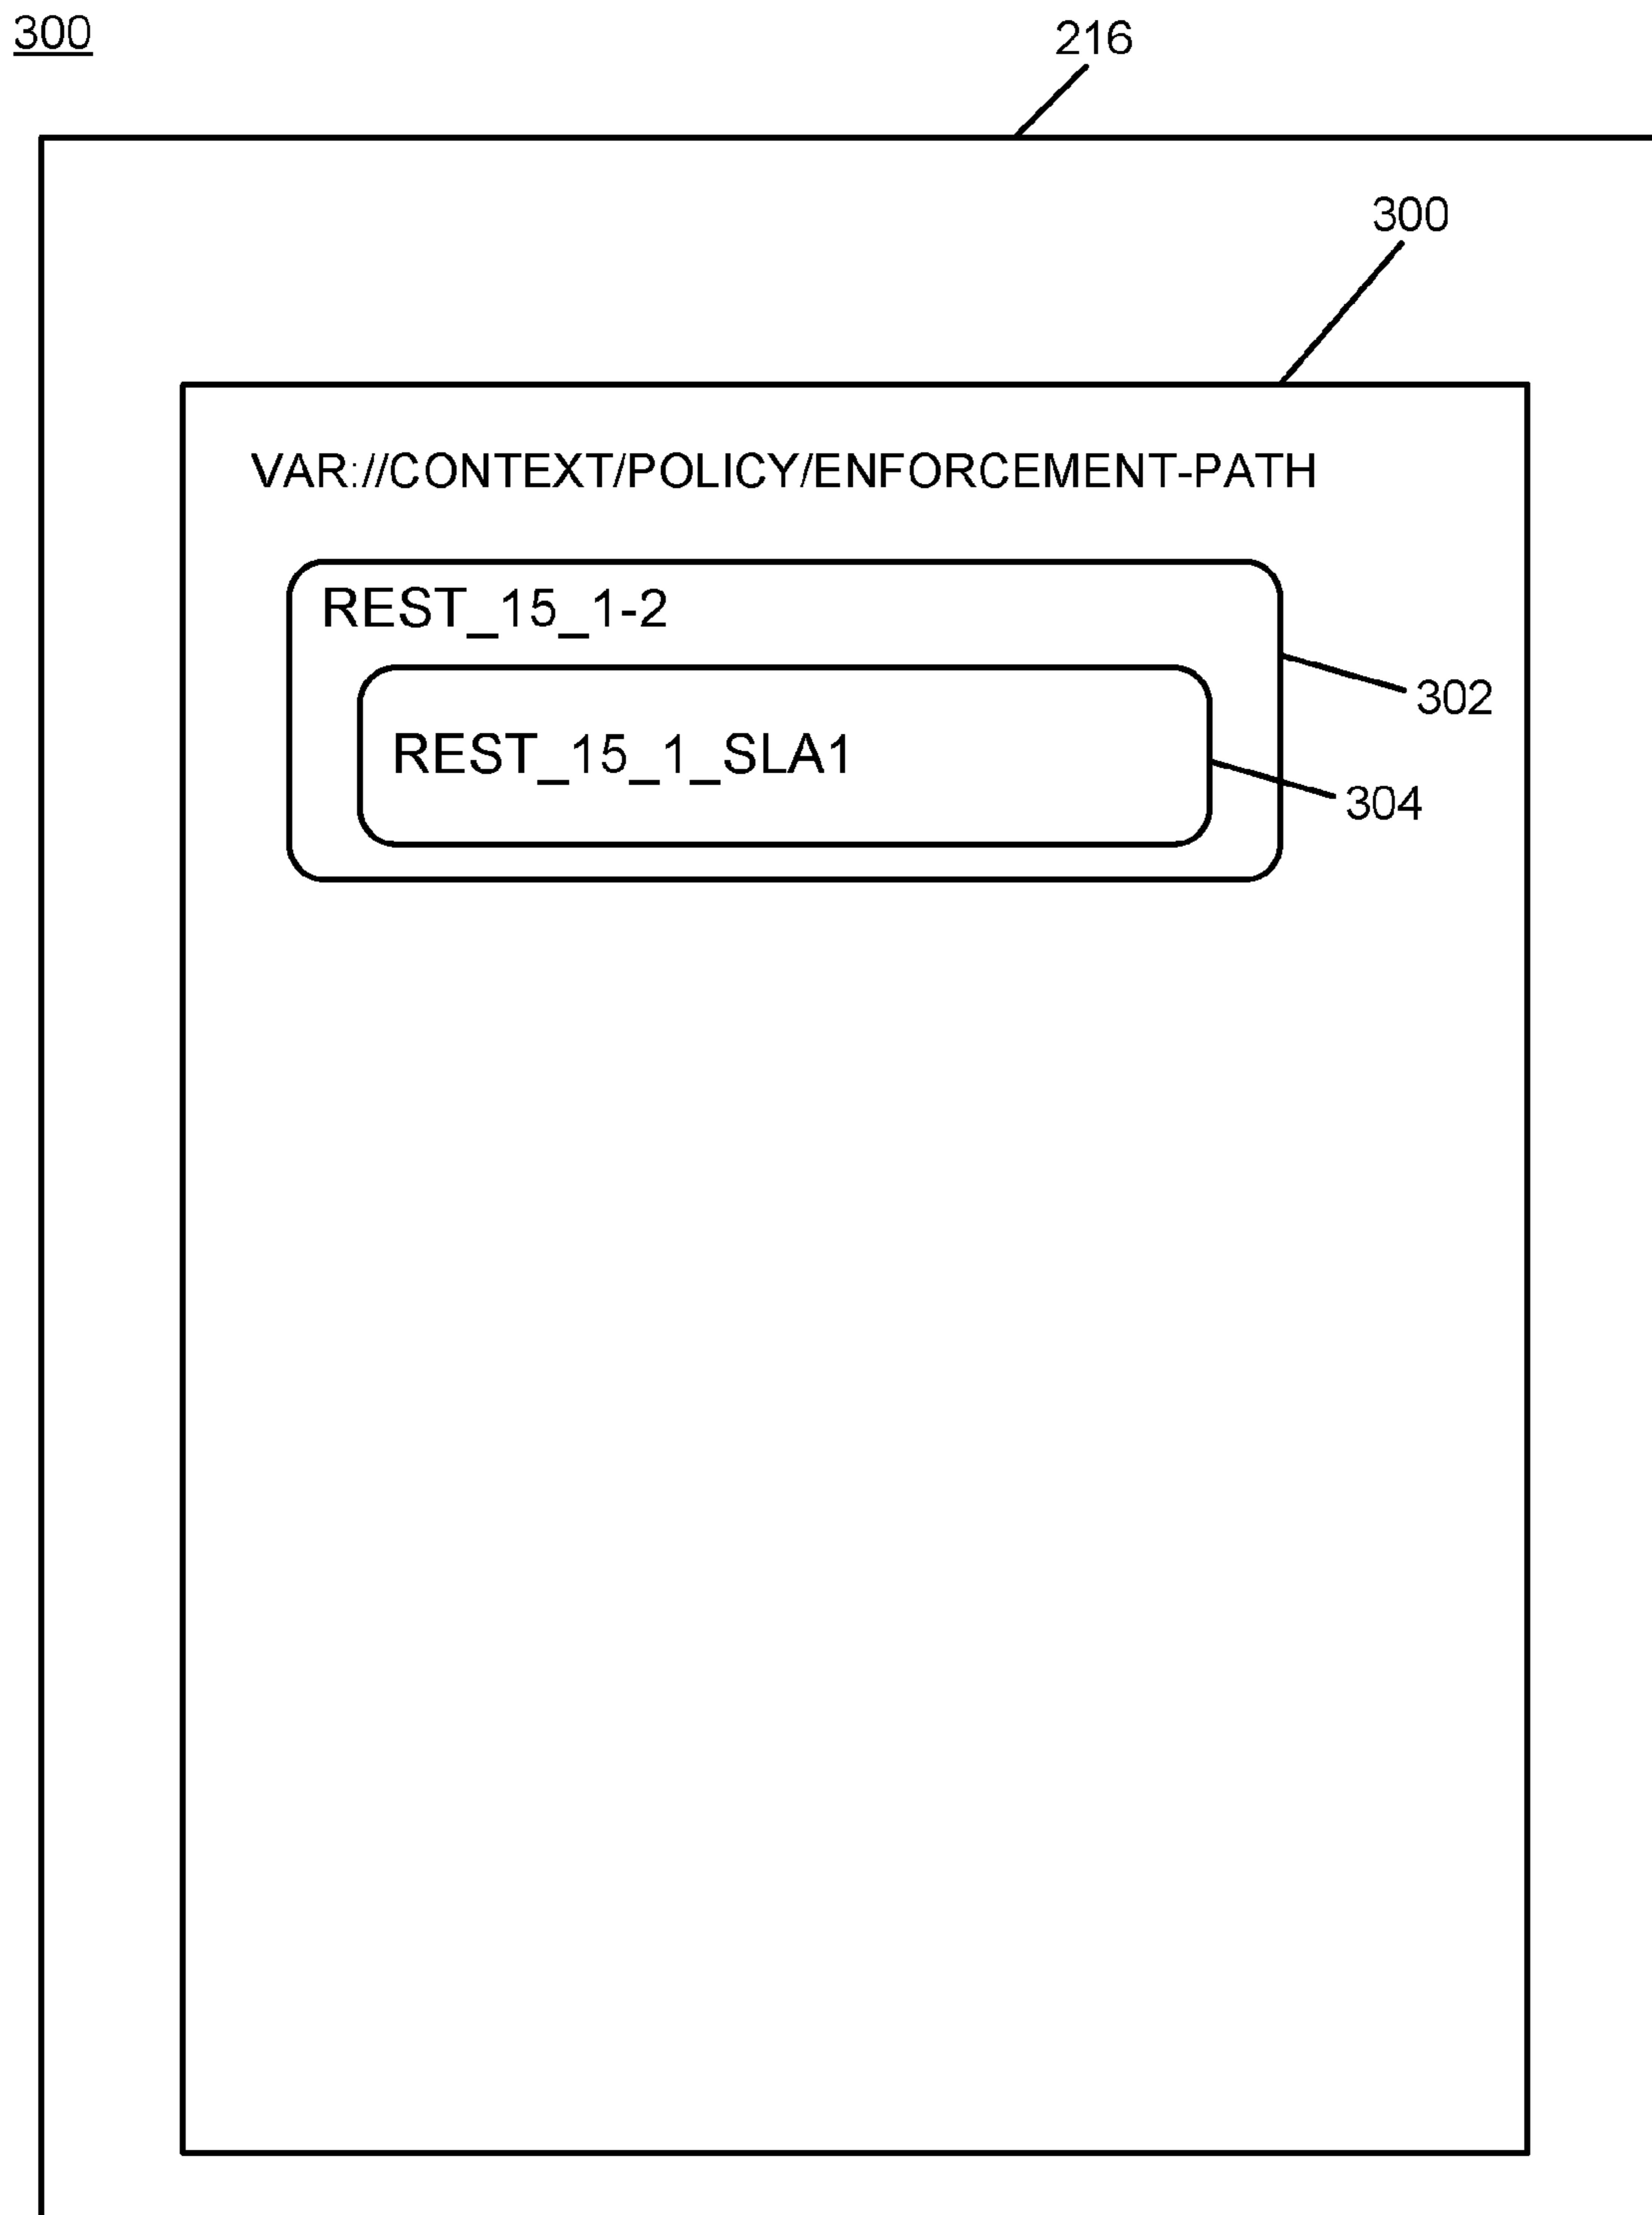 300
216
300
VAR://CONTEXT/POLICY/ENFORCEMENT-PATH
REST_15_1-2
302
REST_15_1_SLA1
304